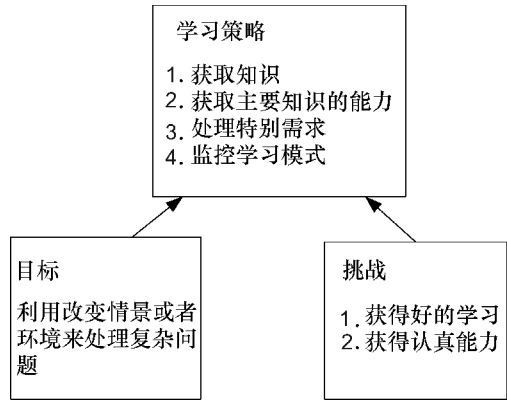 学习策略
1. 获取知识
2. 获取主要知识的能力
3. 处理特别需求
4. 监控学习模式
目标
利用改变情景或者
环境来处理复杂问
题
挑战
1. 获得好的学习
2. 获得认真能力